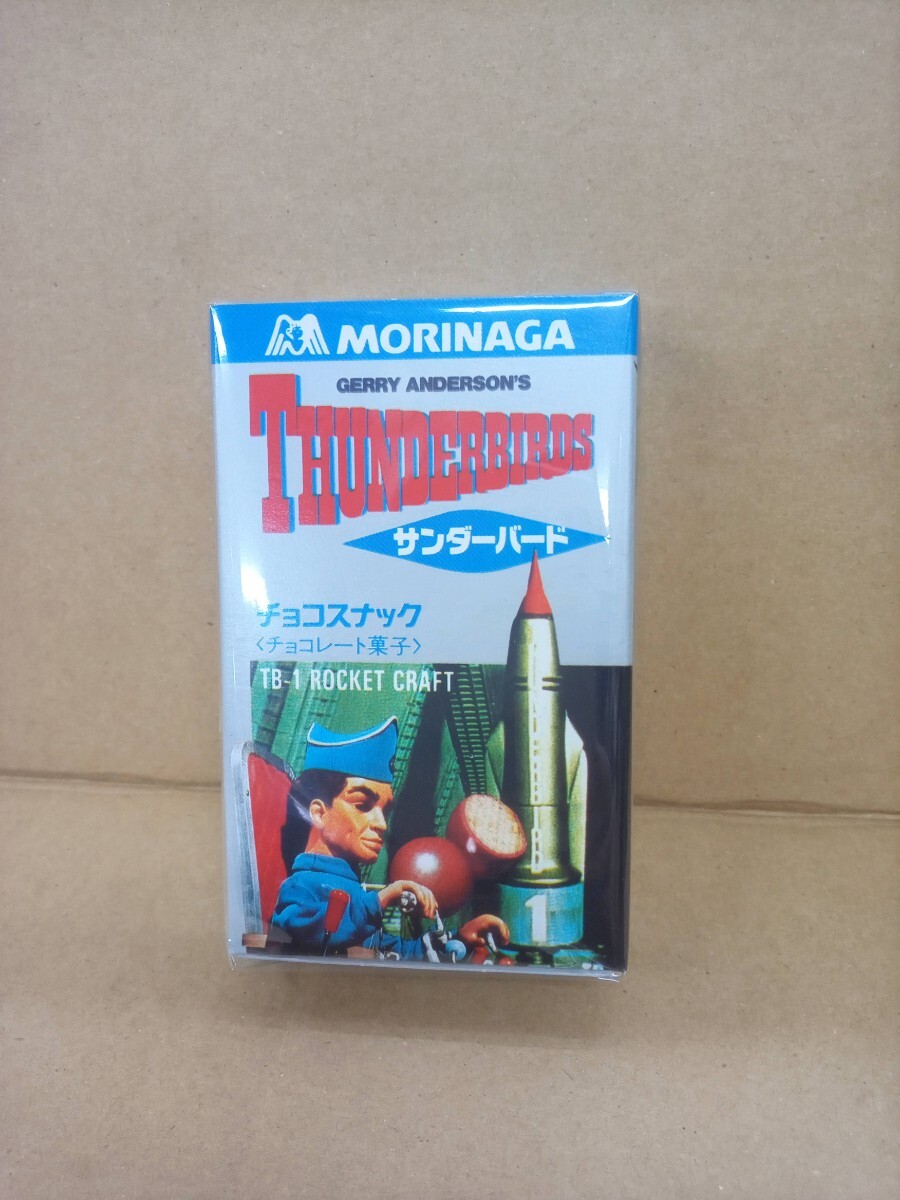 MORINAGA
GERRY ANDERSON'S
THUNDERBIRDS
サンダーバード
チョコスナック
〈チョコレート菓子〉
TB-1 ROCKET CRAFT
THUNDERBIRD
1